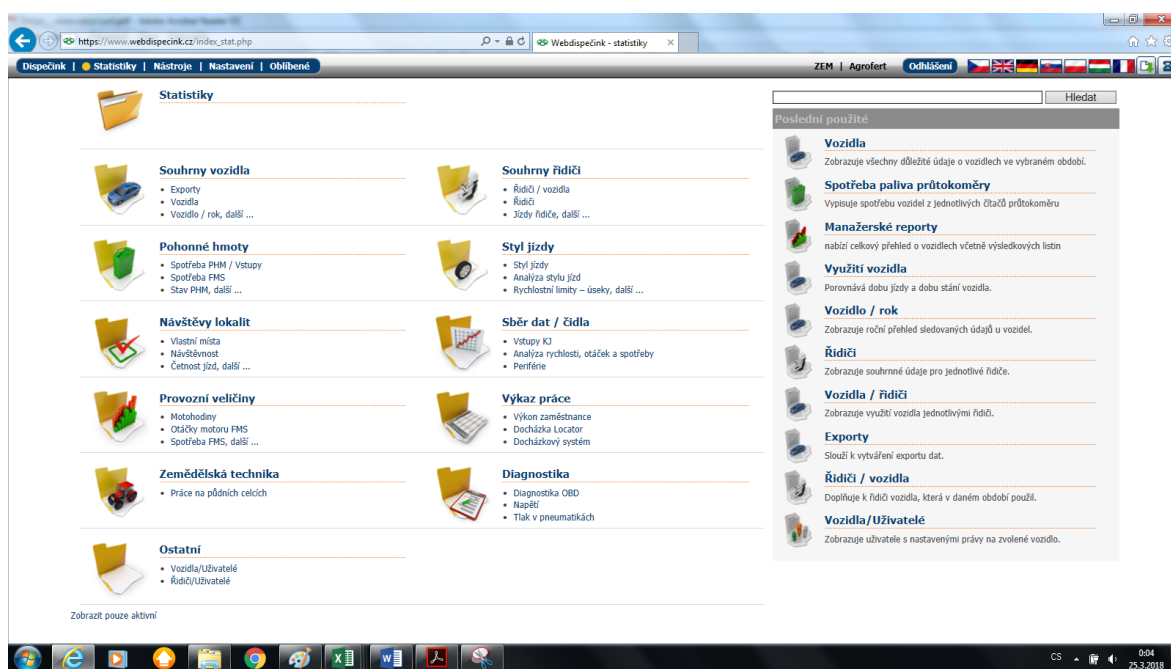 https://www.webdispecink.cz/index_stat.php
Webdispečink - statistiky
Dispečink | Statistiky | Nástroje | Nastavení | Oblíbené
ZEM | Agrofert Odhlášení
Statistiky
Souhrny vozidla
• Exporty
• Vozidla
• Vozidlo / rok, další ...
Souhrny řidiči
• Řidiči / vozidla
• Řidiči
• Jízdy řidiče, další ...
Pohonné hmoty
• Spotřeba PHM / Vstupy
• Spotřeba FMS
• Stav PHM, další ...
Styl jízdy
• Styl jízdy
• Analýza stylu jízd
• Rychlostní limity – úseky, další ...
Návštěvy lokalit
• Vlastní místa
• Návštěvnost
• Četnost jízd, další ...
Sběr dat / čidla
• Vstupy KJ
• Analýza rychlosti, otáček a spotřeby
• Periférie
Provozní veličiny
• Motohodiny
• Otáčky motoru FMS
• Spotřeba FMS, další ...
Výkaz práce
• Výkon zaměstnance
• Docházka Locator
• Docházkový systém
Zemědělská technika
• Práce na půdních celcích
Diagnostika
• Diagnostika OBD
• Napětí
• Tlak v pneumatikách
Ostatní
• Vozidla/Uživatelé
• Řidiči/Uživatelé
Zobrazit pouze aktivní
Hledat
Poslední použité
Vozidla
Zobrazuje všechny důležité údaje o vozidlech ve vybraném období.
Spotřeba paliva průtokoměry
Vypisuje spotřebu vozidel z jednotlivých čítačů průtokoměru
Manažerské reporty
nabízí celkový přehled o vozidlech včetně výsledkových listin
Využití vozidla
Porovnává dobu jízdy a dobu stání vozidla.
Vozidlo / rok
Zobrazuje roční přehled sledovaných údajů u vozidel.
Řidiči
Zobrazuje souhrnné údaje pro jednotlivé řidiče.
Vozidla / řidiči
Zobrazuje využití vozidla jednotlivými řidiči.
Exporty
Slouží k vytváření exportu dat.
Řidiči / vozidla
Doplňuje k řidiči vozidla, která v daném období použil.
Vozidla/Uživatelé
Zobrazuje uživatele s nastavenými právy na zvolené vozidlo.
CS
0:04
25.3.2018